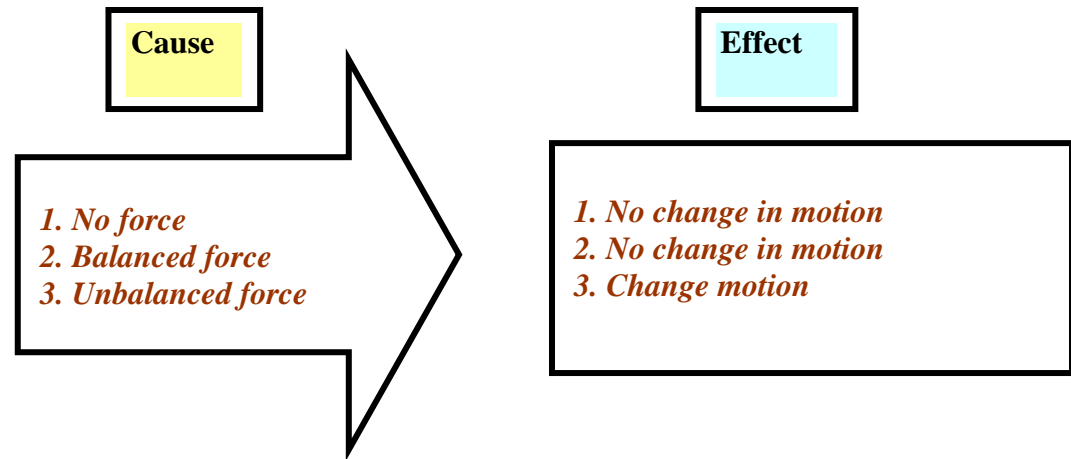 Cause
Effect
1. No force
2. Balanced force
3. Unbalanced force
1. No change in motion
2. No change in motion
3. Change motion